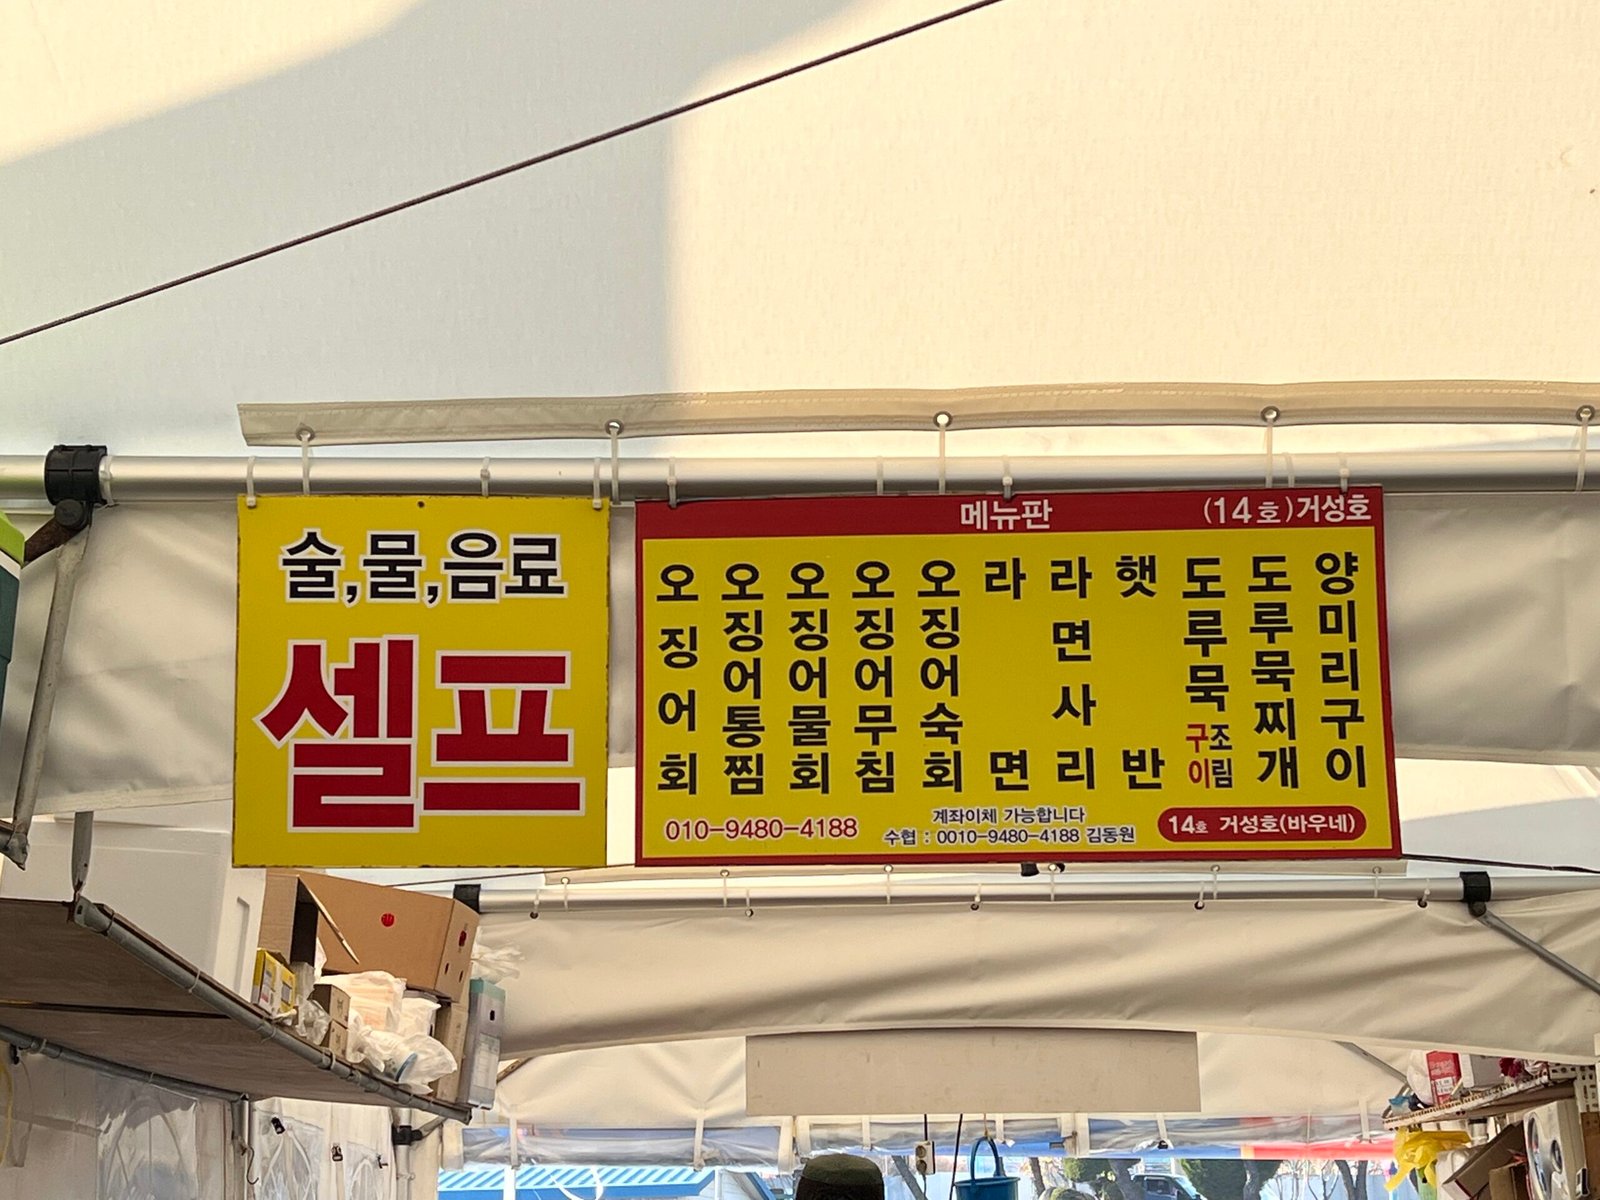 술,물,음료
셀프
메뉴판
(14호)거성호
오징어회
오징어통찜
오징어물회
오징어무침
오징어숙회
라면
라면사리
햇반
도루묵
구이
조림
도루묵찌개
양미리구이
010-9480-4188
계좌이체 가능합니다
수협 : 0010-9480-4188 김동원
14호 거성호(바우네)